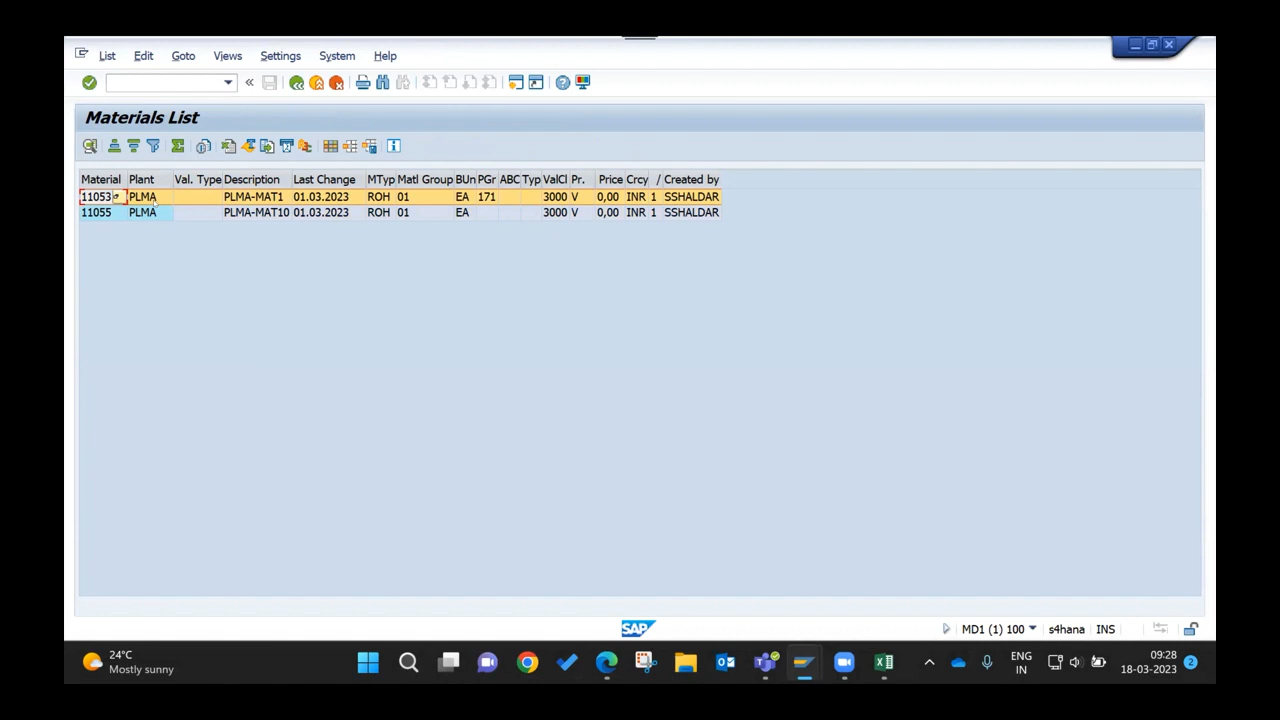 List Edit Goto Views Settings System Help
Materials List
Material Plant Val. Type Description Last Change MTyp Matl Group BUn PGr ABC Typ ValCl Pr. Price Crcy / Created by
11053 PLMA PLMA-MAT1 01.03.2023 ROH 01 EA 171 3000 V 0,00 INR 1 SSHALDAR
11055 PLMA PLMA-MAT10 01.03.2023 ROH 01 EA 3000 V 0,00 INR 1 SSHALDAR
SAP
MD1 (1) 100 s4hana INS
24°C
Mostly sunny
ENG
IN
09:28
18-03-2023
2